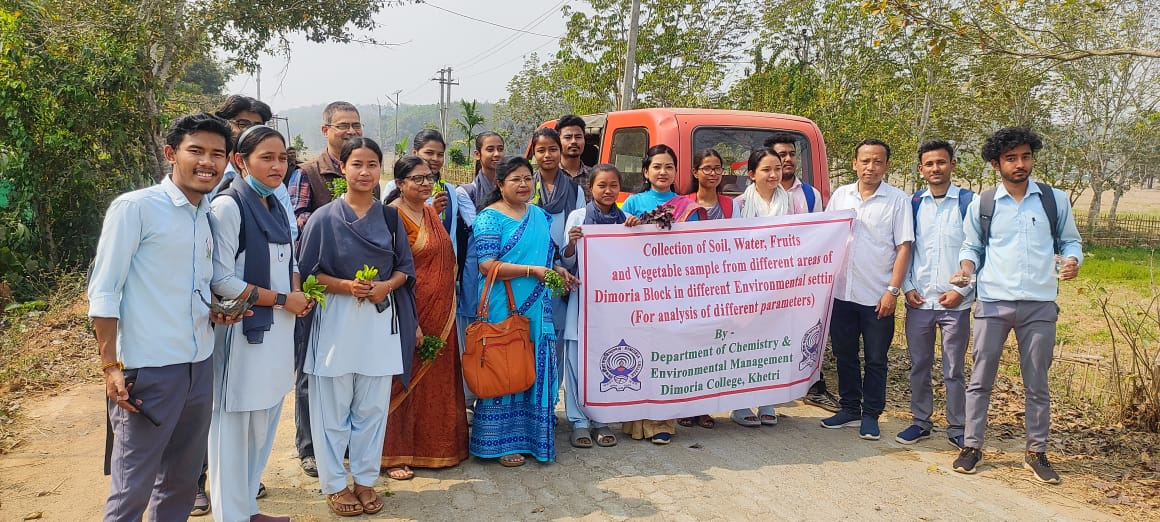 Collection of Soil, Water, Fruits
and Vegetable sample from different areas of
Dimoria Block in different Environmental settin
(For analysis of different parameters)
By -
Department of Chemistry &
Environmental Management
Dimoria College, Khetri